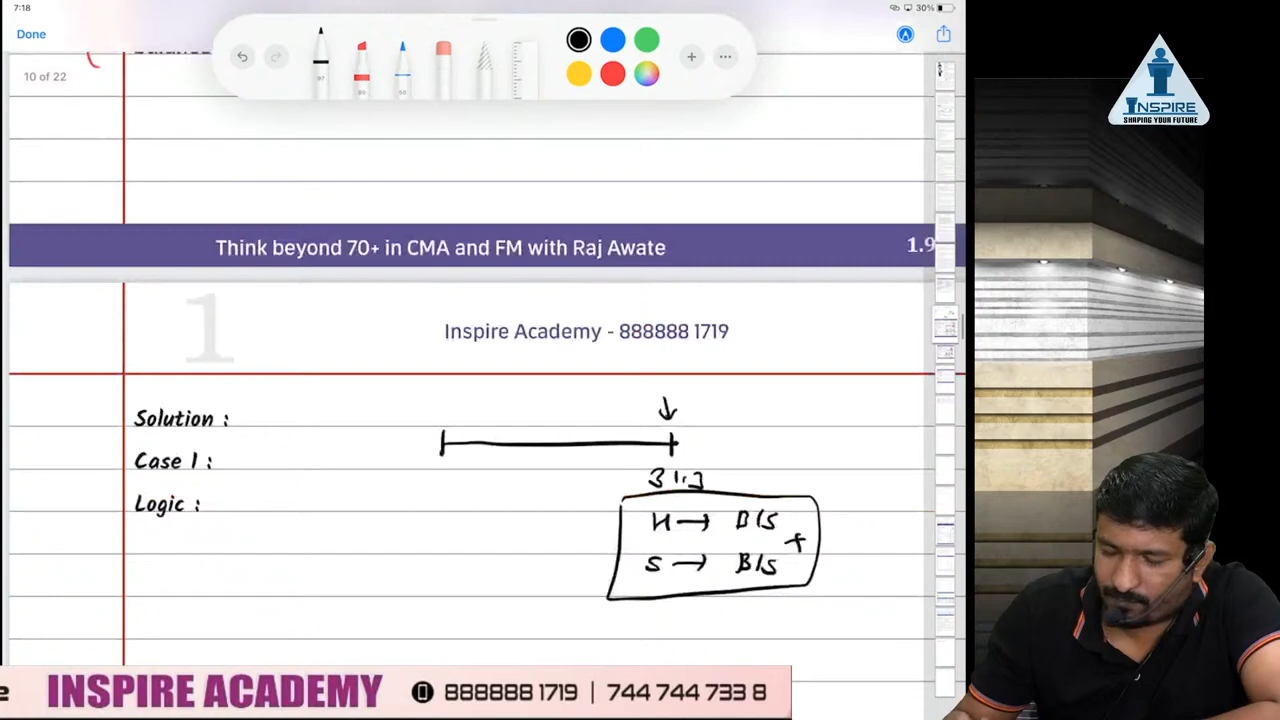 7:18
30%
Done
10 of 22
INSPIRE
SHAPING YOUR FUTURE
Think beyond 70+ in CMA and FM with Raj Awate
1.9
1
Inspire Academy - 888888 1719
Solution :
Case 1 :
Logic :
31.3
H → B/S
+
S → B/S
INSPIRE ACADEMY 888888 1719 | 744 744 733 8